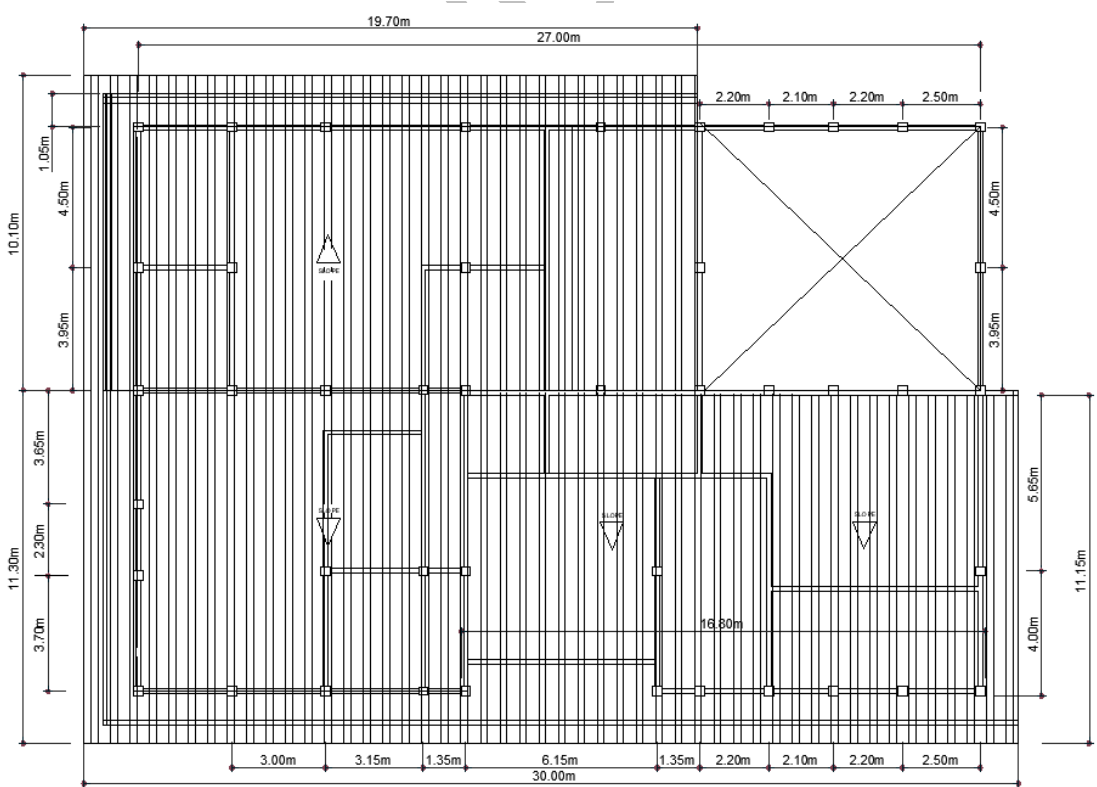 19.70m
27.00m
2.20m 2.10m 2.20m 2.50m
1.05m
4.50m
4.50m
10.10m
SLOPE
3.95m
3.95m
3.65m
5.65m
SLOPE
SLOPE
SLOPE
2.30m
11.30m
11.15m
3.70m
16.80m
4.00m
3.00m 3.15m 1.35m 6.15m 1.35m 2.20m 2.10m 2.20m 2.50m
30.00m